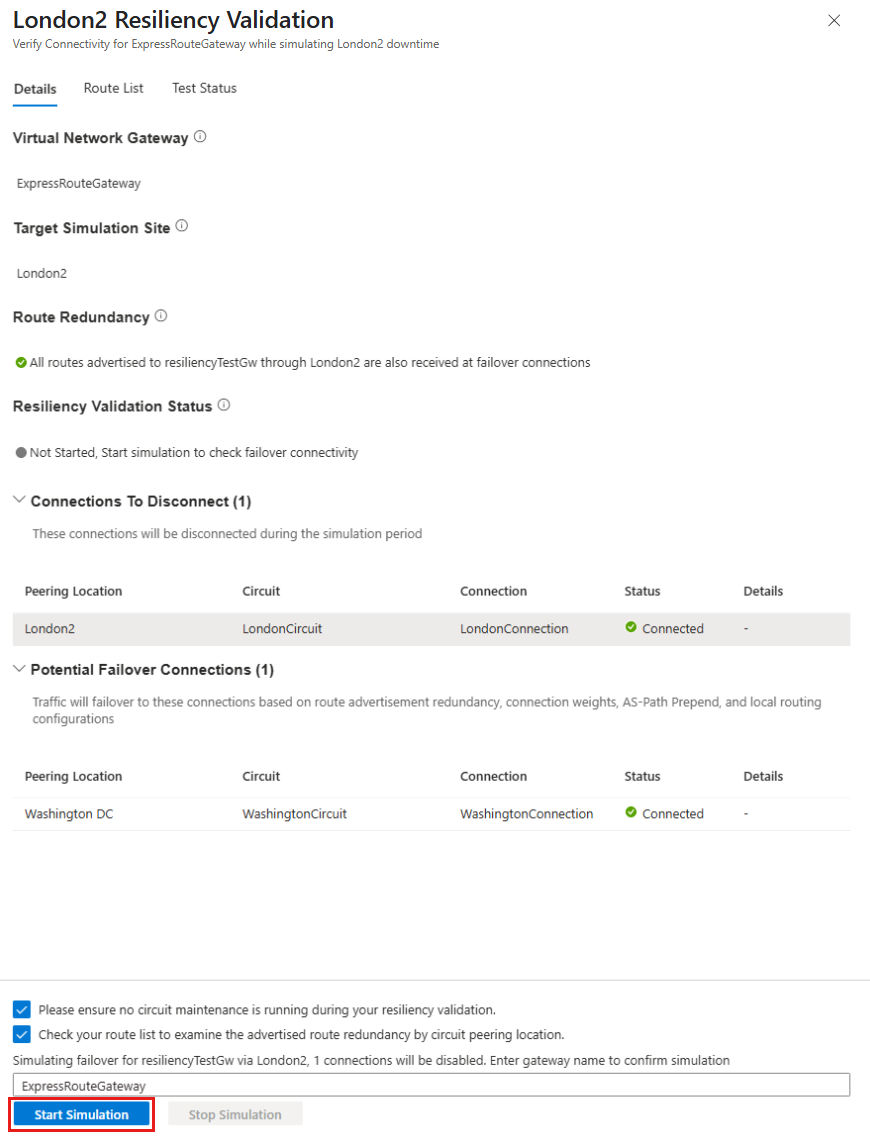 London2 Resiliency Validation
Verify Connectivity for ExpressRouteGateway while simulating London2 downtime
Details Route List Test Status
Virtual Network Gateway
ExpressRouteGateway
Target Simulation Site
London2
Route Redundancy
All routes advertised to resiliencyTestGw through London2 are also received at failover connections
Resiliency Validation Status
Not Started, Start simulation to check failover connectivity
Connections To Disconnect (1)
These connections will be disconnected during the simulation period
Peering Location Circuit Connection Status Details
London2 LondonCircuit LondonConnection Connected -
Potential Failover Connections (1)
Traffic will failover to these connections based on route advertisement redundancy, connection weights, AS-Path Prepend, and local routing
configurations
Peering Location Circuit Connection Status Details
Washington DC WashingtonCircuit WashingtonConnection Connected -
Please ensure no circuit maintenance is running during your resiliency validation.
Check your route list to examine the advertised route redundancy by circuit peering location.
Simulating failover for resiliencyTestGw via London2, 1 connections will be disabled. Enter gateway name to confirm simulation
ExpressRouteGateway
Start Simulation Stop Simulation